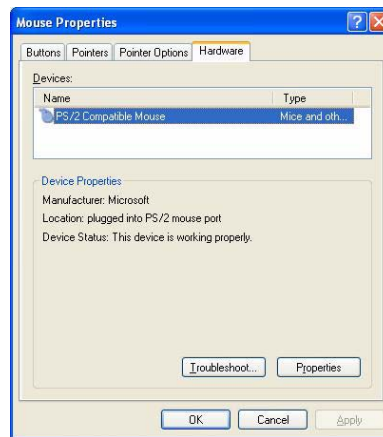 Mouse Properties
Buttons Pointers Pointer Options Hardware
Devices:
Name Type
PS/2 Compatible Mouse Mice and oth...
Device Properties
Manufacturer: Microsoft
Location: plugged into PS/2 mouse port
Device Status: This device is working properly.
Troubleshoot... Properties
OK Cancel Apply